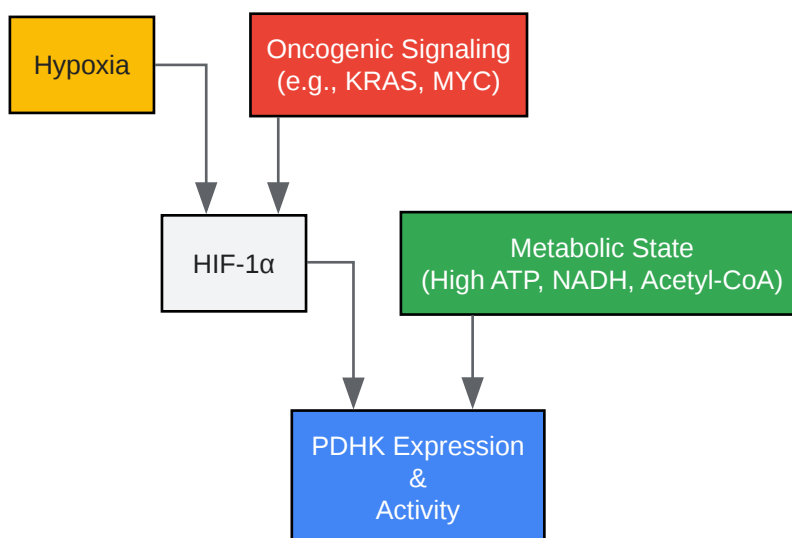 Hypoxia
Oncogenic Signaling
(e.g., KRAS, MYC)
HIF-1α
Metabolic State
(High ATP, NADH, Acetyl-CoA)
PDHK Expression
&
Activity